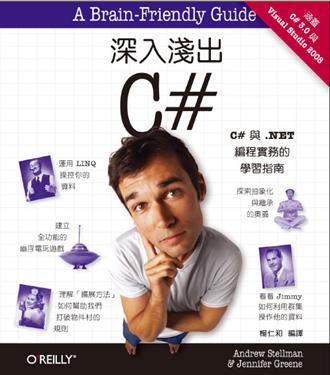 A Brain-Friendly Guide
涵蓋
C# 3.0 與
Visual Studio 2008
深入淺出
C#
C# 與 .NET
編程實務的
學習指南
運用 LINQ
操控你的
資料
探索抽象化
與繼承
的奧義
建立
全功能的
幽浮電玩遊戲
理解「擴展方法」
如何幫助我們
打破物件村的
規則
看看 Jimmy
如何利用群集
操作他的資料
楊仁和 編譯
O'REILLY®
Andrew Stellman
& Jennifer Greene